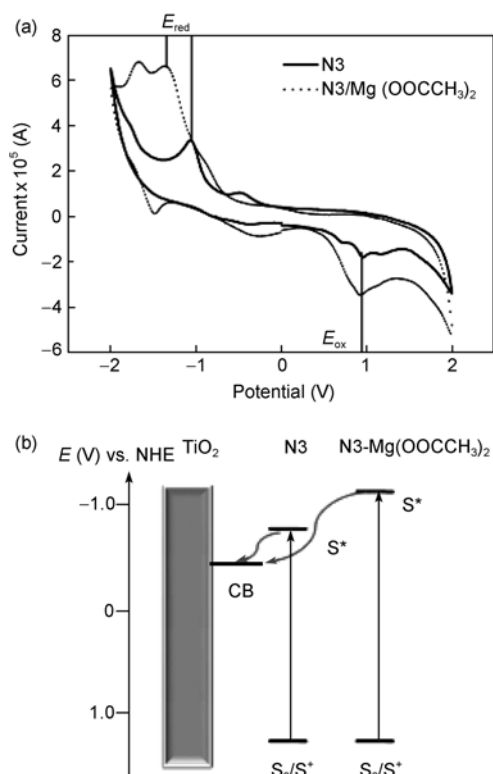 (a)
E_red
8
6
4
2
0
−2
−4
−6
Current x 10⁵ (A)
N3
N3/Mg (OOCCH₃)₂
E_ox
−2
−1
0
1
2
Potential (V)
(b)
E (V) vs. NHE
TiO₂
N3
N3-Mg(OOCCH₃)₂
−1.0
0
1.0
S*
S*
CB
S₀/S⁺
S₀/S⁺